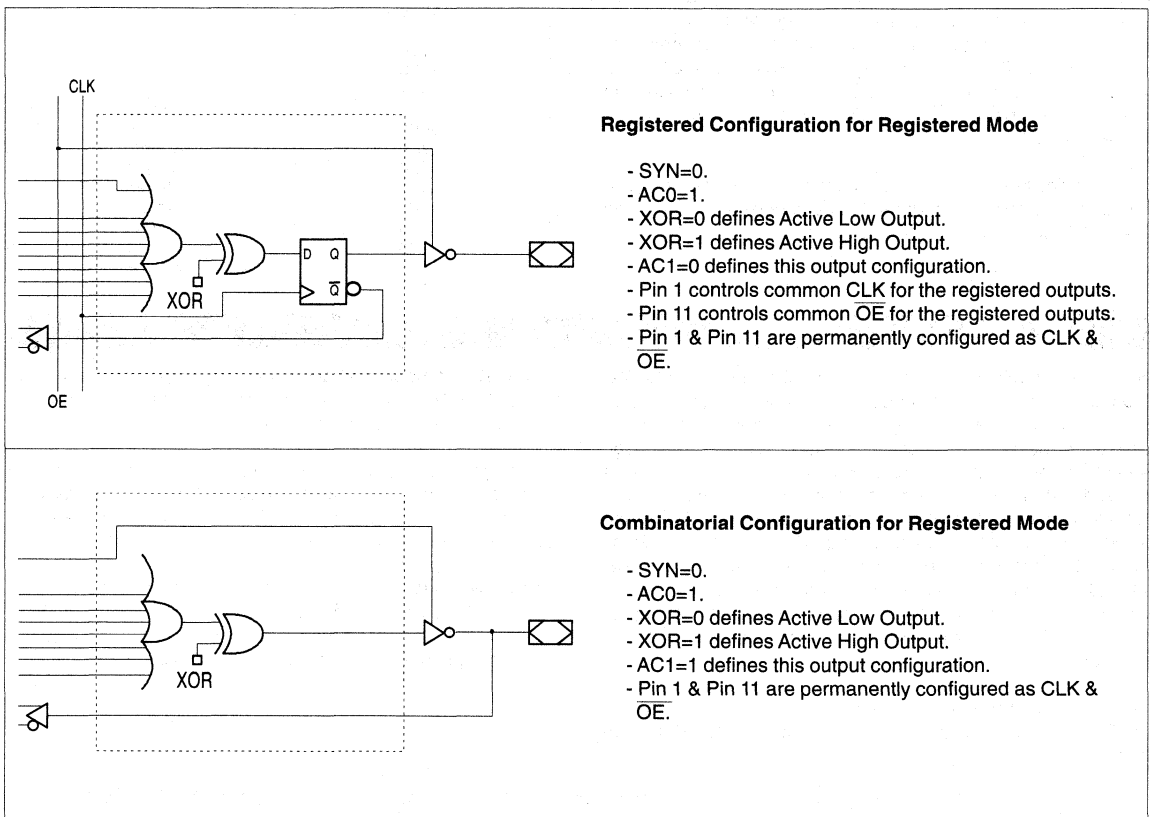 CLK
XOR
D Q
Q̅
OE
Registered Configuration for Registered Mode
- SYN=0.
- AC0=1.
- XOR=0 defines Active Low Output.
- XOR=1 defines Active High Output.
- AC1=0 defines this output configuration.
- Pin 1 controls common CLK for the registered outputs.
- Pin 11 controls common O̅E̅ for the registered outputs.
- Pin 1 & Pin 11 are permanently configured as CLK &
O̅E̅.
XOR
Combinatorial Configuration for Registered Mode
- SYN=0.
- AC0=1.
- XOR=0 defines Active Low Output.
- XOR=1 defines Active High Output.
- AC1=1 defines this output configuration.
- Pin 1 & Pin 11 are permanently configured as CLK &
O̅E̅.